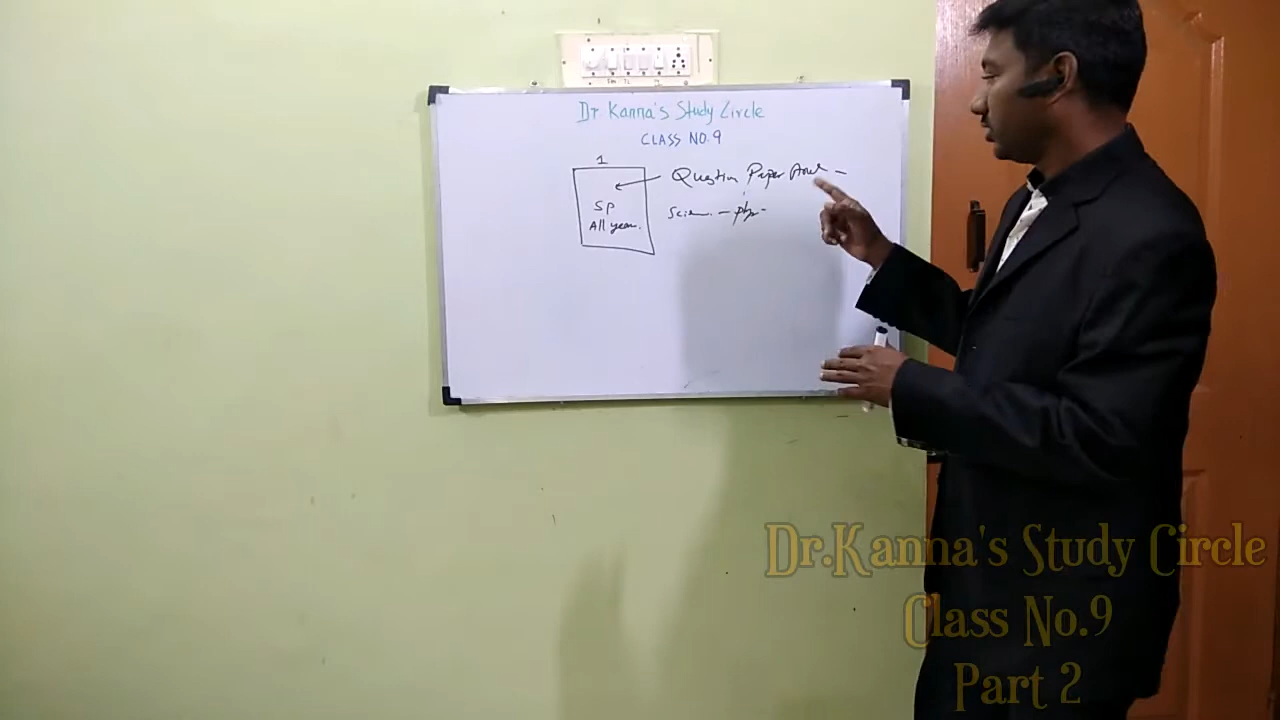 Dr Kanna's Study Circle
CLASS NO.9
1
Question Paper
SP
All year.
Dr.Kanna's Study Circle
Class No.9
Part 2